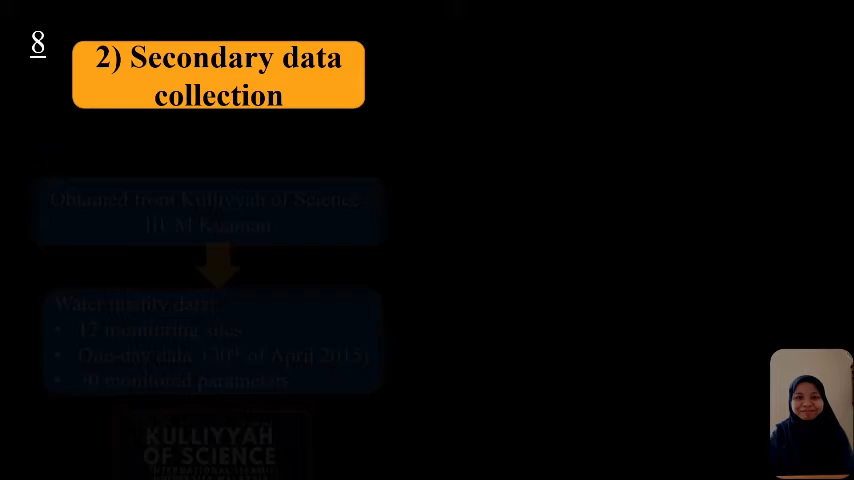 8
2) Secondary data
collection
Obtained from Kulliyyah of Science
IIUM Kuantan
Water quality data:
• 12 monitoring sites
• One-day data (30th of April 2015)
• 20 monitored parameters
KULLIYYAH
OF SCIENCE